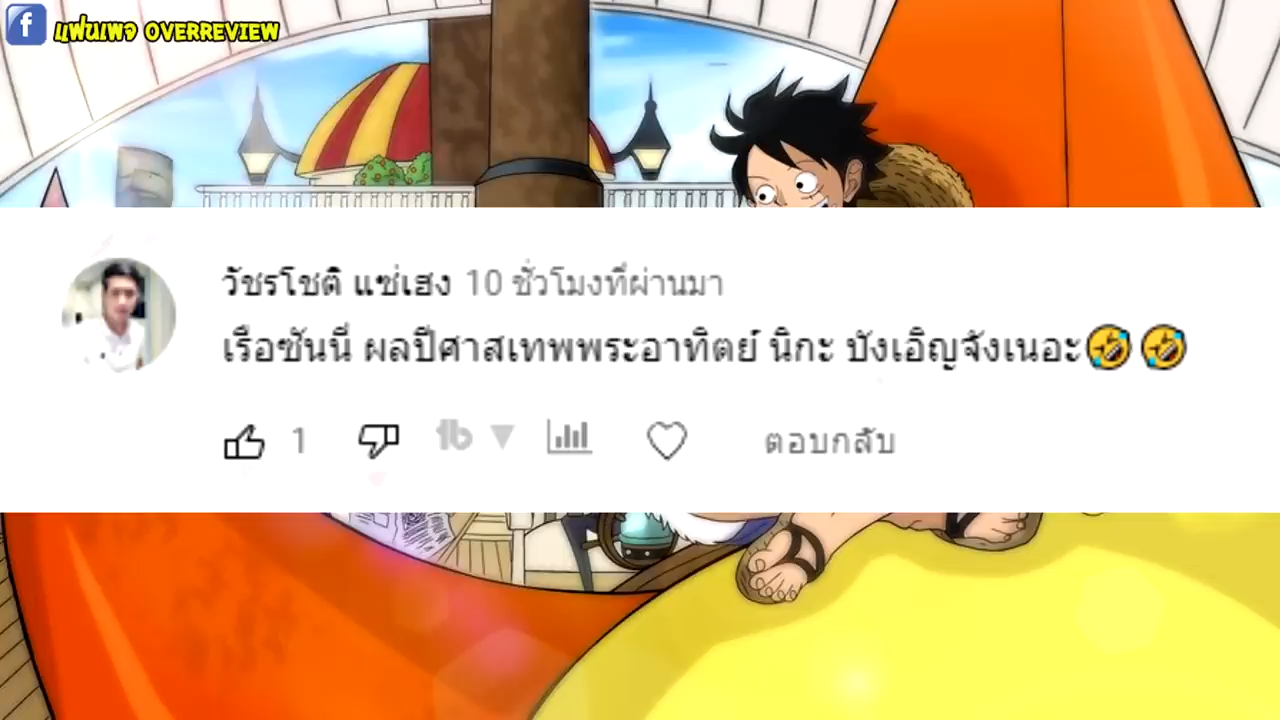 f แฟนเพจ OVERREVIEW
วัชรโชติ แซ่เฮง 10 ชั่วโมงที่ผ่านมา
เรือซันนี่ ผลปีศาสเทพพระอาทิตย์ นิกะ บังเอิญจังเนอะ🤣🤣
1
ตอบกลับ